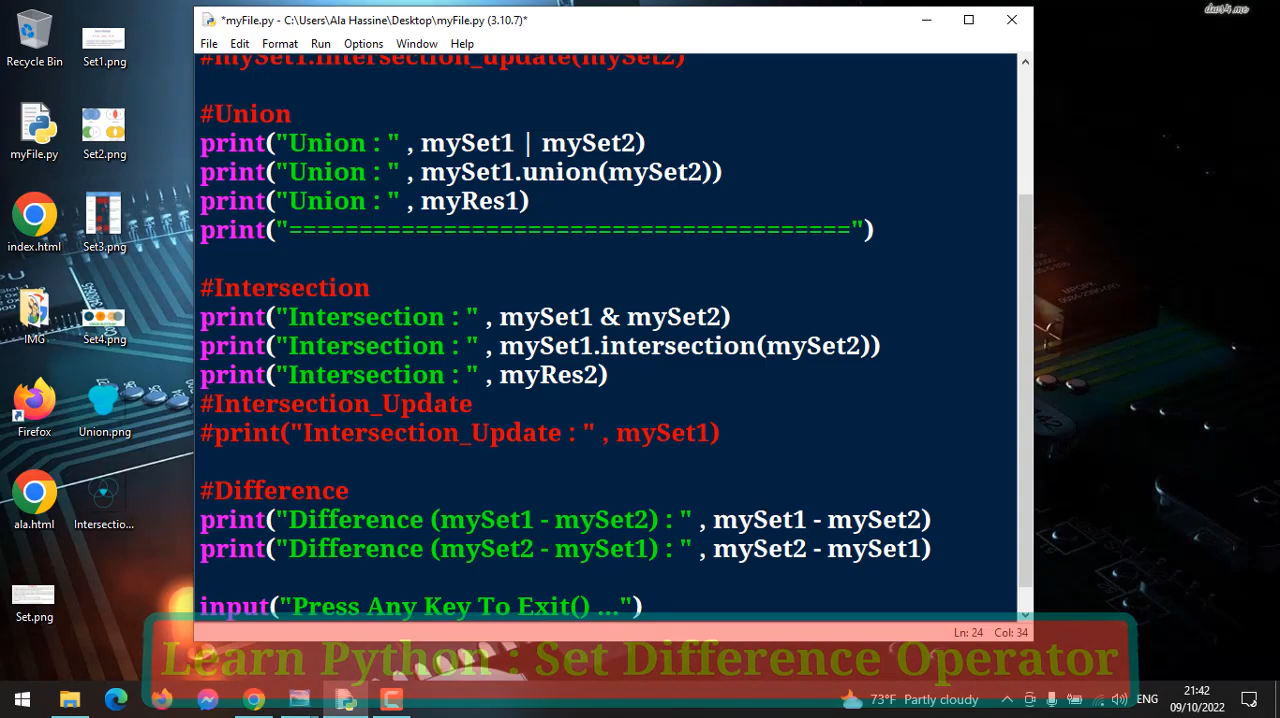 *myFile.py - C:\Users\Ala Hassine\Desktop\myFile.py (3.10.7)*
File Edit Format Run Options Window Help
#mySet1.intersection_update(mySet2)
#Union
print("Union : " , mySet1 | mySet2)
print("Union : " , mySet1.union(mySet2))
print("Union : " , myRes1)
print("========================================")
#Intersection
print("Intersection : " , mySet1 & mySet2)
print("Intersection : " , mySet1.intersection(mySet2))
print("Intersection : " , myRes2)
#Intersection_Update
#print("Intersection_Update : " , mySet1)
#Difference
print("Difference (mySet1 - mySet2) : " , mySet1 - mySet2)
print("Difference (mySet2 - mySet1) : " , mySet2 - mySet1)
input("Press Any Key To Exit() ...")
Ln: 24 Col: 34
Learn Python : Set Difference Operator
Recycle Bin
Set1.png
myFile.py
Set2.png
index.html
Set3.png
IMG
Set4.png
Firefox
Union.png
ala.html
Intersectio...
Set.png
73°F Partly cloudy
ENG
21:42
09/10/2022